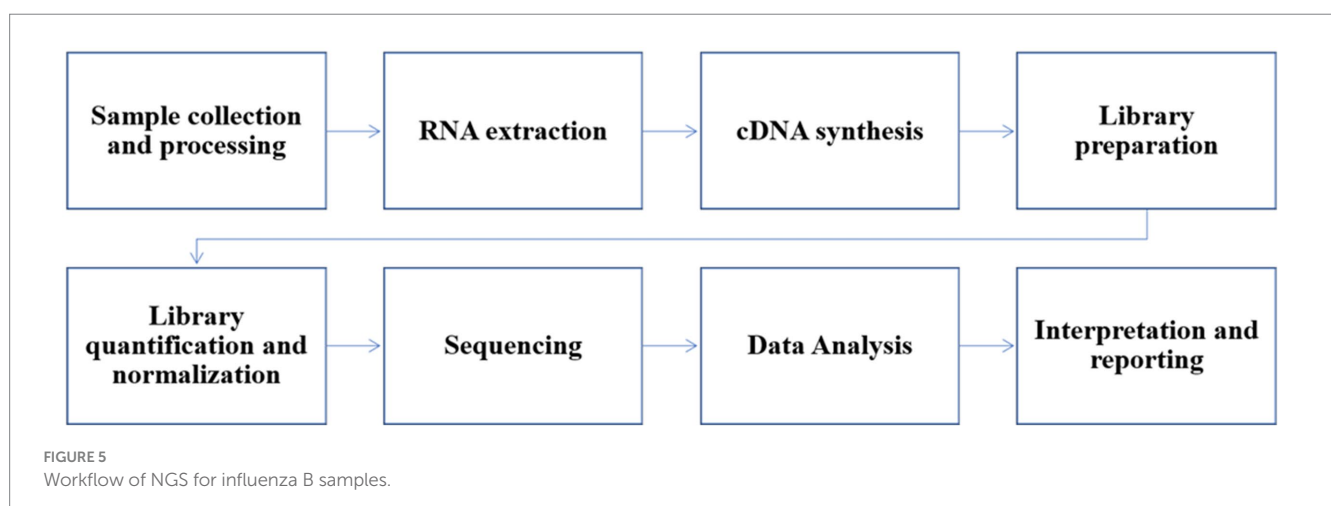 Sample collection
and processing
RNA extraction
cDNA synthesis
Library
preparation
Library
quantification and
normalization
Sequencing
Data Analysis
Interpretation and
reporting
FIGURE 5
Workflow of NGS for influenza B samples.